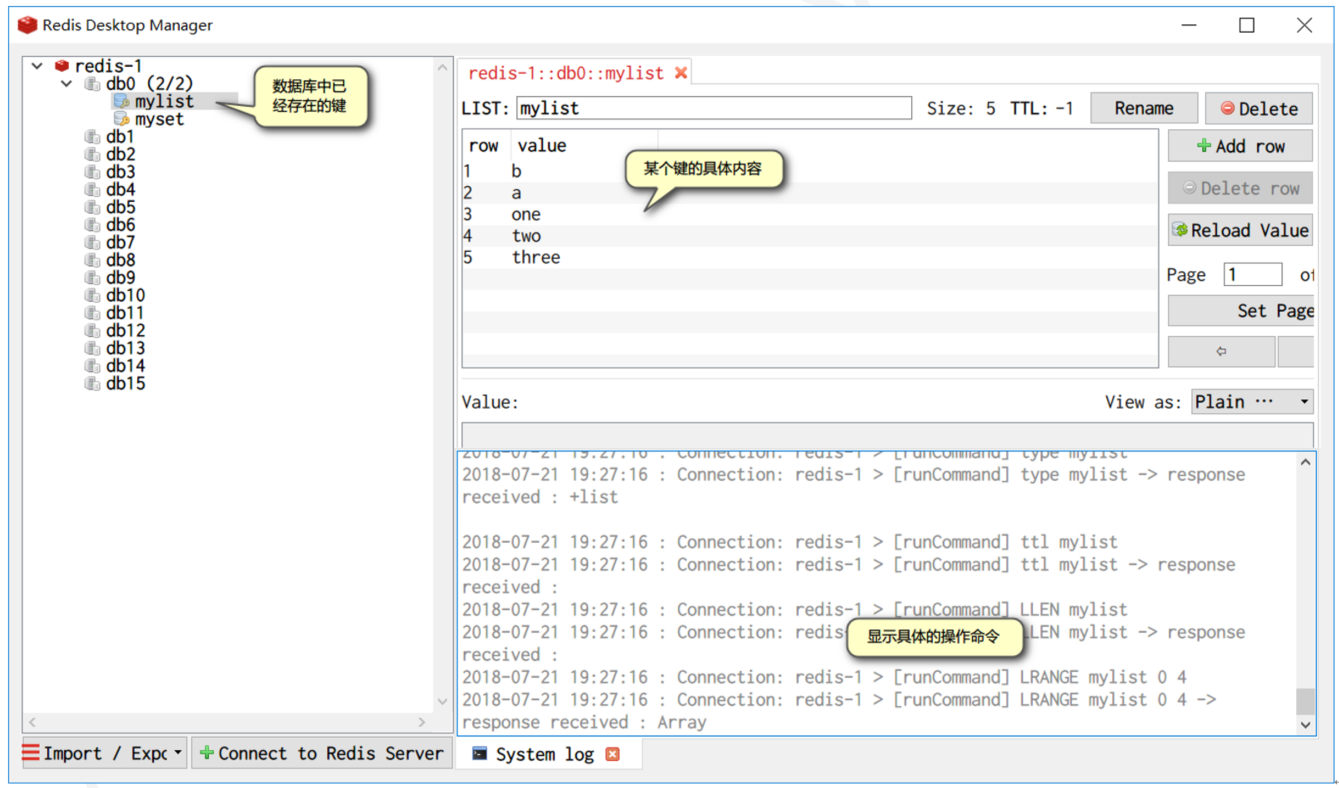 Redis Desktop Manager
redis-1
db0 (2/2)
mylist
myset
db1
db2
db3
db4
db5
db6
db7
db8
db9
db10
db11
db12
db13
db14
db15
数据库中已
经存在的键
Import / Expc
Connect to Redis Server
redis-1::db0::mylist
LIST: mylist Size: 5 TTL: -1 Rename Delete
row value
1 b
2 a
3 one
4 two
5 three
某个键的具体内容
Add row
Delete row
Reload Value
Page 1 of
Set Page
Value: View as: Plain ···
2018-07-21 19:27:16 : Connection: redis-1 > [runCommand] type mylist
2018-07-21 19:27:16 : Connection: redis-1 > [runCommand] type mylist -> response
received : +list
2018-07-21 19:27:16 : Connection: redis-1 > [runCommand] ttl mylist
2018-07-21 19:27:16 : Connection: redis-1 > [runCommand] ttl mylist -> response
received :
2018-07-21 19:27:16 : Connection: redis-1 > [runCommand] LLEN mylist
2018-07-21 19:27:16 : Connection: redis LLEN mylist -> response
received :
显示具体的操作命令
2018-07-21 19:27:16 : Connection: redis-1 > [runCommand] LRANGE mylist 0 4
2018-07-21 19:27:16 : Connection: redis-1 > [runCommand] LRANGE mylist 0 4 ->
response received : Array
System log